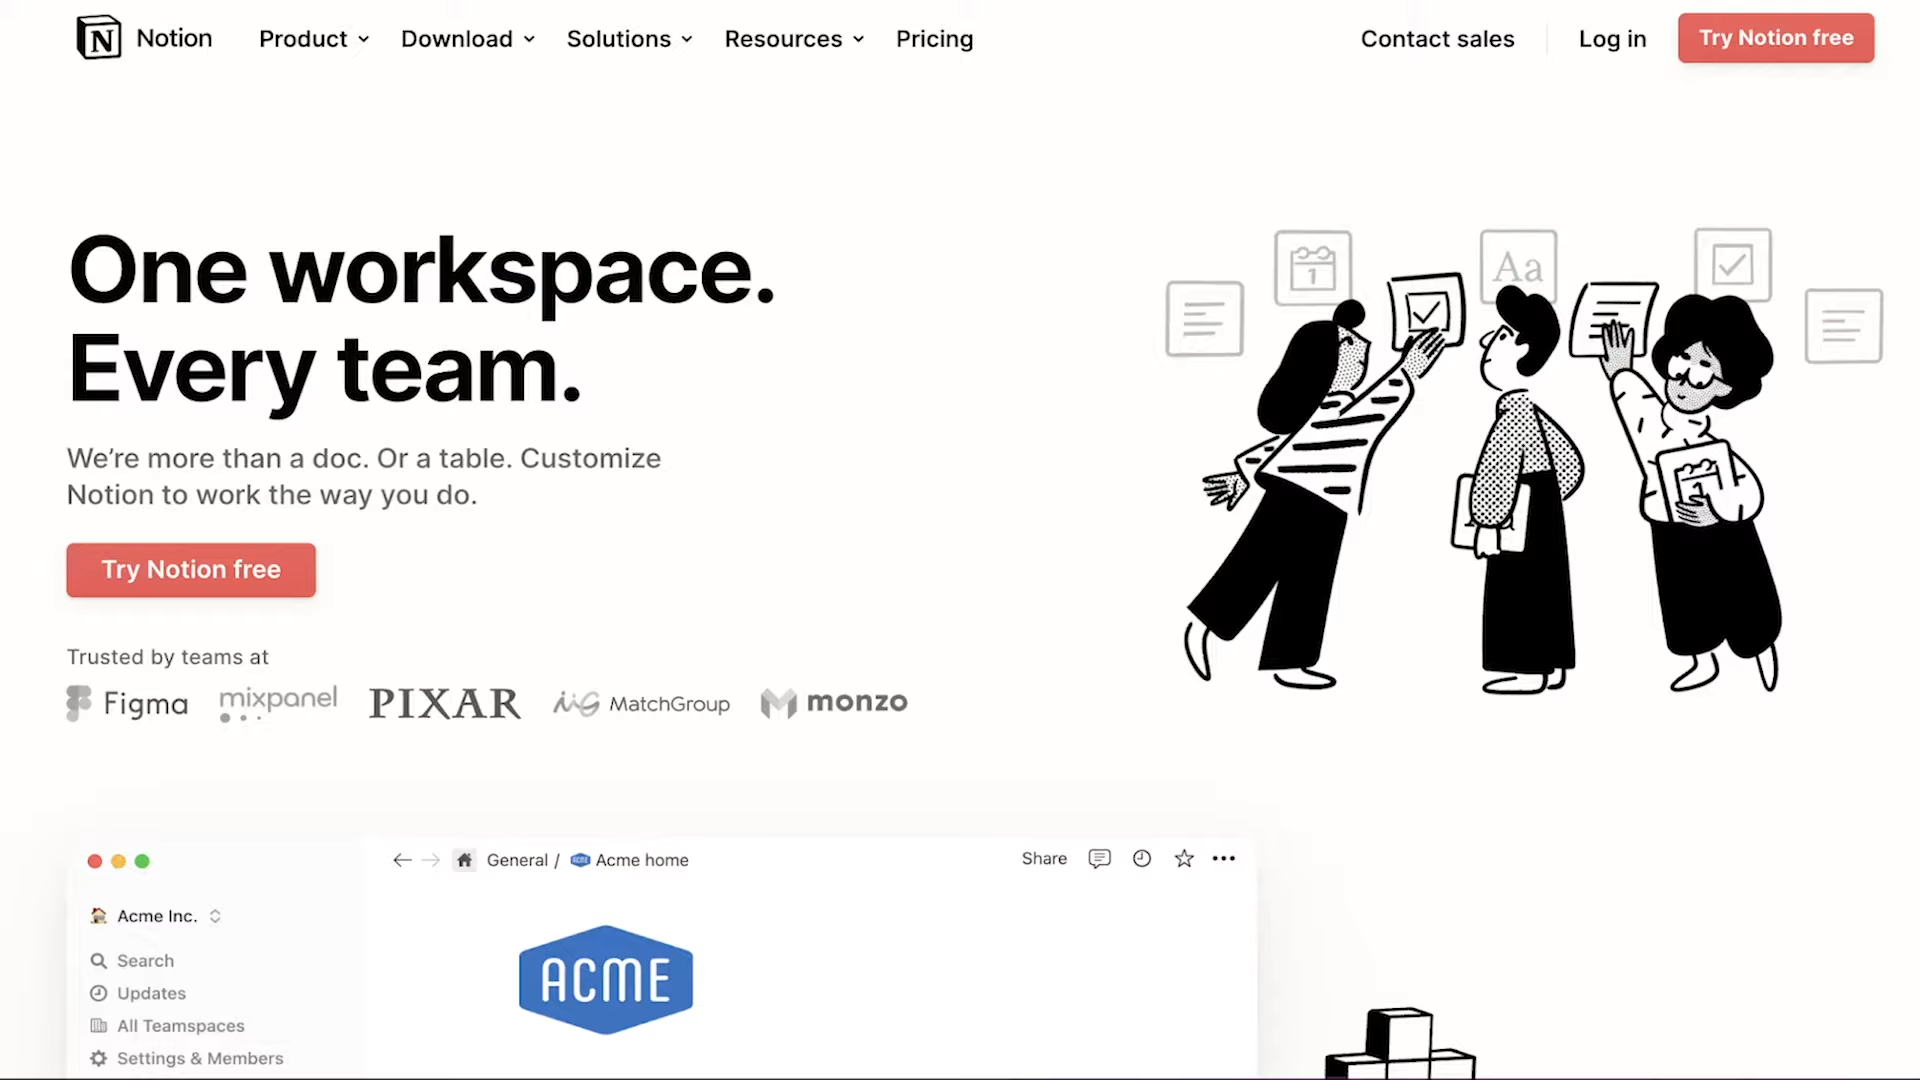 Notion Product Download Solutions Resources Pricing Contact sales Log in Try Notion free
One workspace.
Every team.
We’re more than a doc. Or a table. Customize
Notion to work the way you do.
Try Notion free
Trusted by teams at
Figma mixpanel PIXAR MatchGroup monzo
1
Aa
General / Acme home Share
Acme Inc.
Search
Updates
All Teamspaces
Settings & Members
ACME